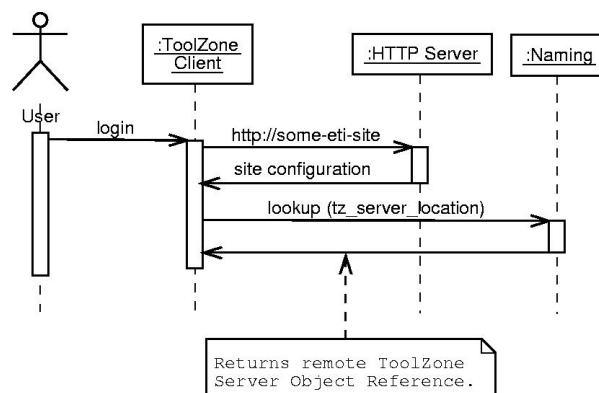 :ToolZone
Client
:HTTP Server
:Naming
User
login
http://some-eti-site
site configuration
lookup (tz_server_location)
Returns remote ToolZone
Server Object Reference.